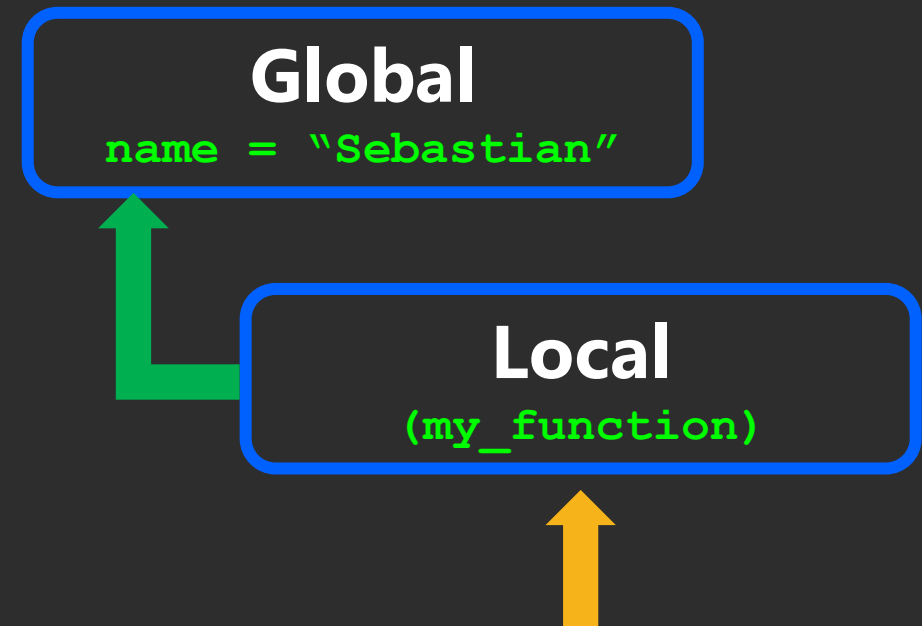 Global
name = “Sebastian”
Local
(my_function)